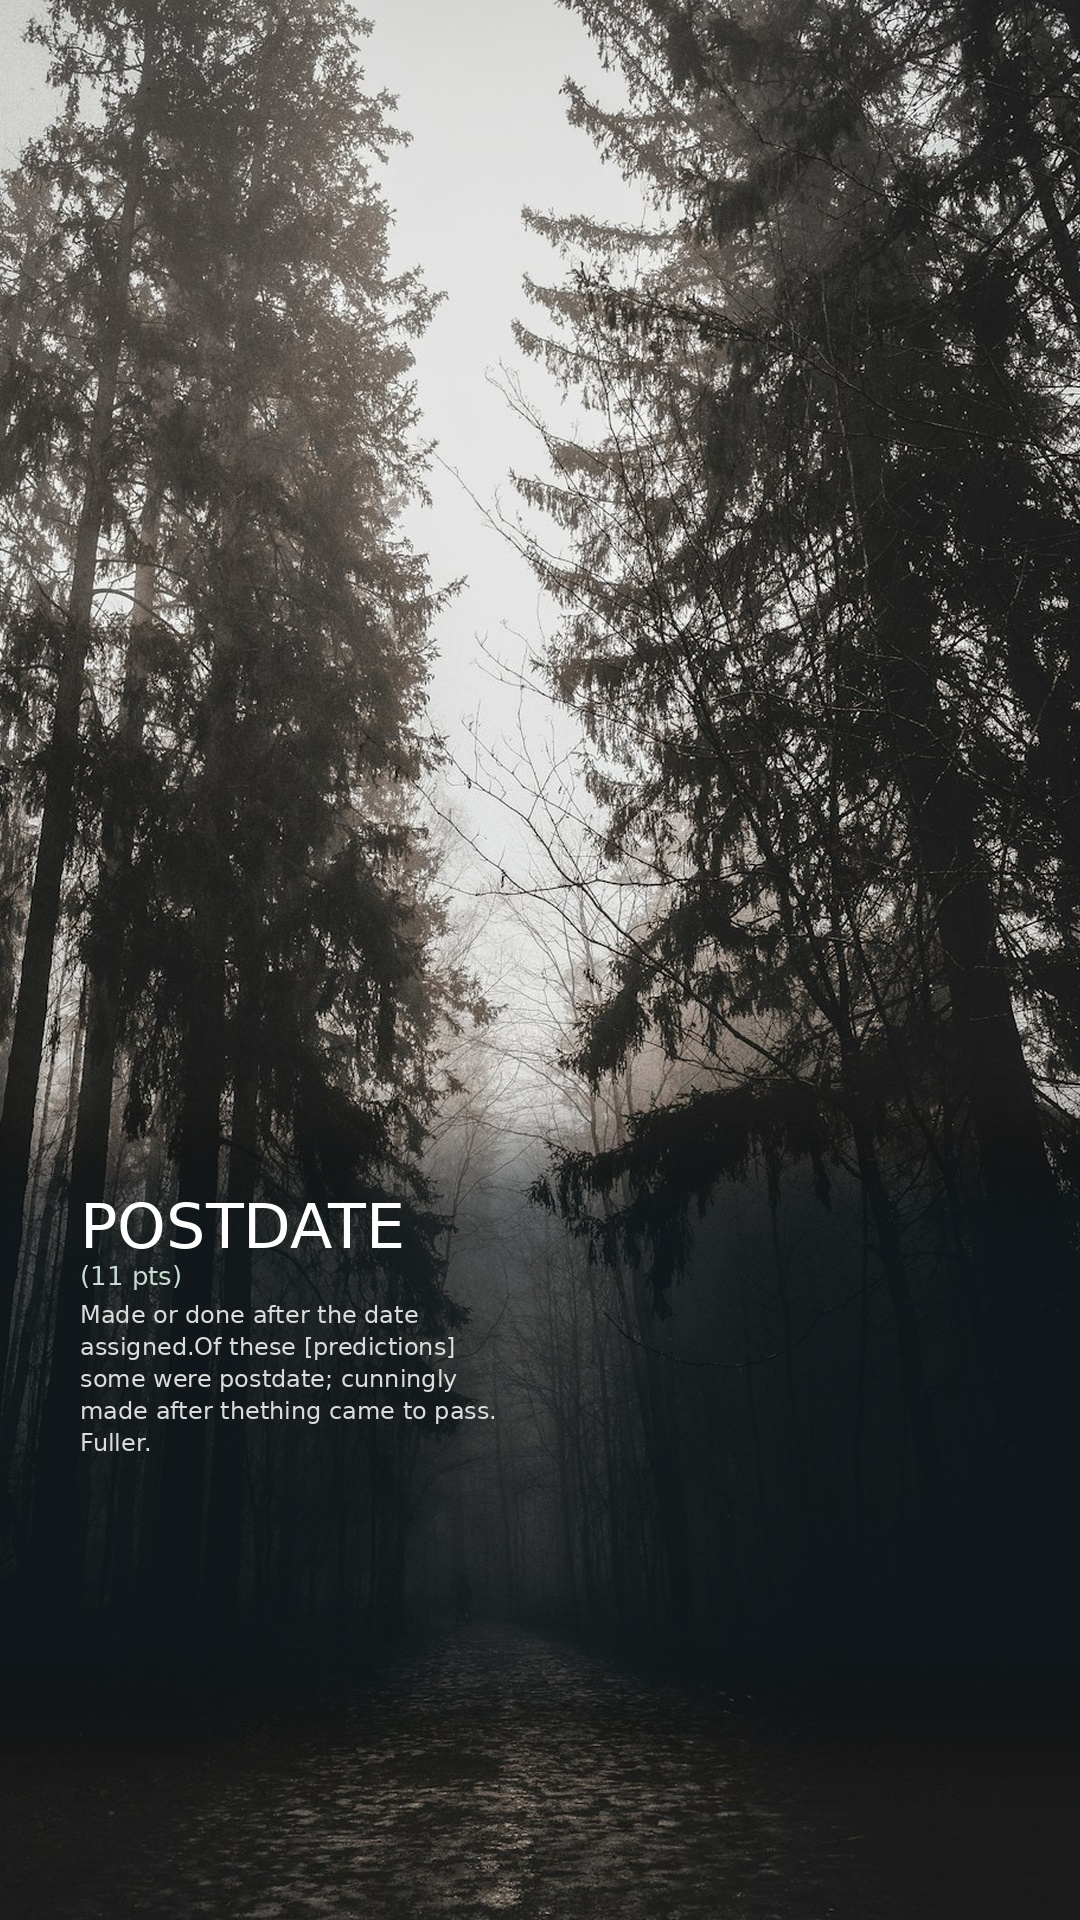 POSTDATE
(11 pts)
Made or done after the date
assigned.Of these [predictions]
some were postdate; cunningly
made after thething came to pass.
Fuller.